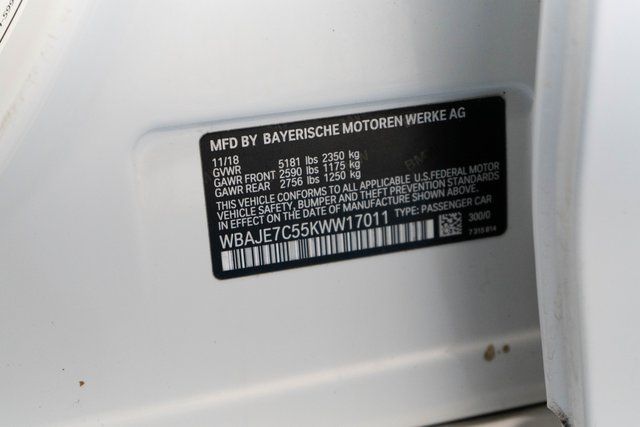 MFD BY BAYERISCHE MOTOREN WERKE AG
11/18
GVWR 5181 lbs 2350 kg
GAWR FRONT 2590 lbs 1175 kg
GAWR REAR 2756 lbs 1250 kg
THIS VEHICLE CONFORMS TO ALL APPLICABLE U.S.FEDERAL MOTOR
VEHICLE SAFETY, BUMPER AND THEFT PREVENTION STANDARDS
IN EFFECT ON THE DATE OF MANUFACTURE SHOWN ABOVE.
WBAJE7C55KWW17011 TYPE: PASSENGER CAR
300/0
7 315 814